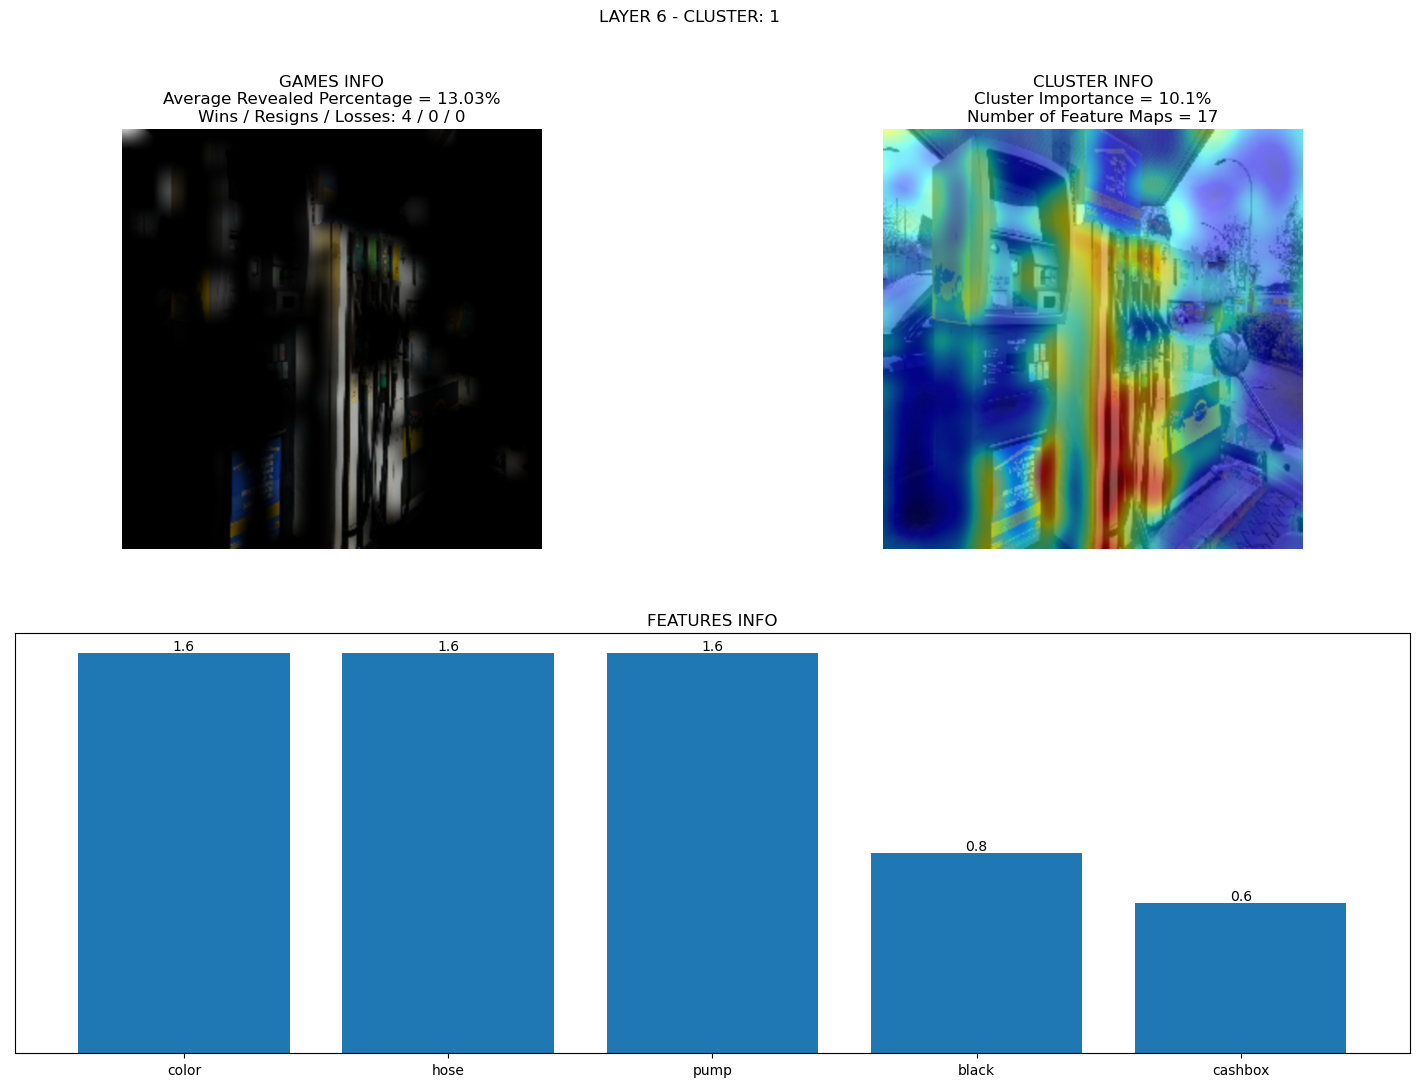 LAYER 6 - CLUSTER: 1
GAMES INFO
Average Revealed Percentage = 13.03%
Wins / Resigns / Losses: 4 / 0 / 0
CLUSTER INFO
Cluster Importance = 10.1%
Number of Feature Maps = 17
FEATURES INFO
1.6
1.6
1.6
0.8
0.6
color
hose
pump
black
cashbox